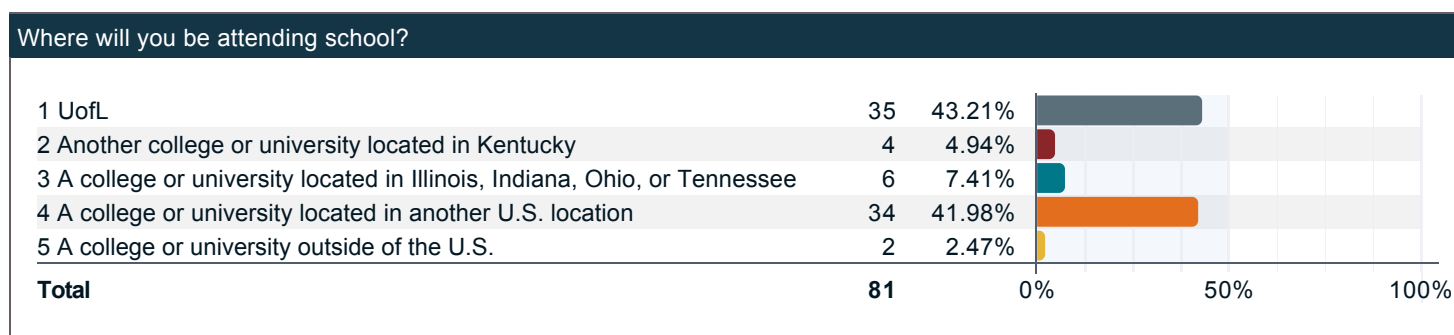 Where will you be attending school?
1 UofL 35 43.21%
2 Another college or university located in Kentucky 4 4.94%
3 A college or university located in Illinois, Indiana, Ohio, or Tennessee 6 7.41%
4 A college or university located in another U.S. location 34 41.98%
5 A college or university outside of the U.S. 2 2.47%
Total 81 0% 50% 100%